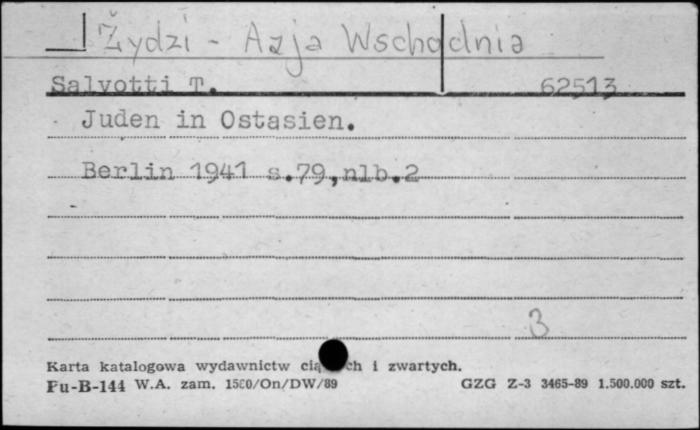 Żydzi - Azja Wschodnia
Salvotti T. 62513
Juden in Ostasien.
Berlin 1941 s.79,nlb.2
3
Karta katalogowa wydawnictw cią ch i zwartych.
Pu-B-144 W.A. zam. 1500/On/DW/89 GZG Z-3 3465-89 1.500.000 szt.